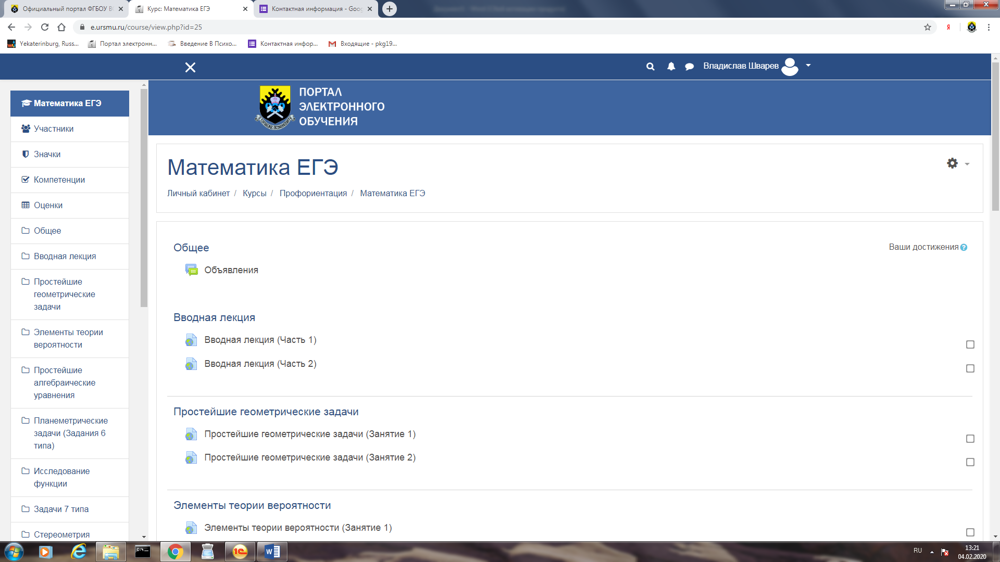 Официальный портал ФГБОУ ВО
Курс: Математика ЕГЭ
Контактная информация - Goog
e.ursmu.ru/course/view.php?id=25
Yekaterinburg, Russ...
Портал электронн...
Введение В Психо...
Контактная инфор...
Входящие - pkg19...
Владислав Шварев
ПОРТАЛ
ЭЛЕКТРОННОГО
ОБУЧЕНИЯ
Математика ЕГЭ
Участники
Значки
Компетенции
Оценки
Общее
Вводная лекция
Простейшие
геометрические
задачи
Элементы теории
вероятности
Простейшие
алгебраические
уравнения
Планеметрические
задачи (Задания 6
типа)
Исследование
функции
Задачи 7 типа
Стереометрия
Математика ЕГЭ
Личный кабинет / Курсы / Профориентация / Математика ЕГЭ
Общее
Ваши достижения
Объявления
Вводная лекция
Вводная лекция (Часть 1)
Вводная лекция (Часть 2)
Простейшие геометрические задачи
Простейшие геометрические задачи (Занятие 1)
Простейшие геометрические задачи (Занятие 2)
Элементы теории вероятности
Элементы теории вероятности (Занятие 1)
RU
13:21
04.02.2020